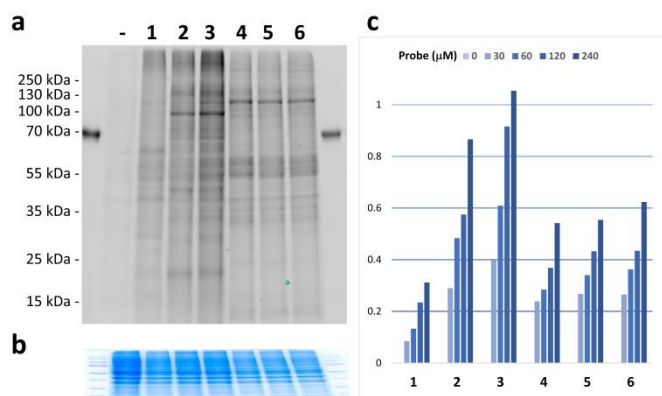 a
- 1 2 3 4 5 6
250 kDa -
130 kDa -
100 kDa -
70 kDa -
55 kDa -
35 kDa -
25 kDa -
15 kDa -
b
c
Probe (µM) 0 30 60 120 240
1
0.8
0.6
0.4
0.2
0
1 2 3 4 5 6